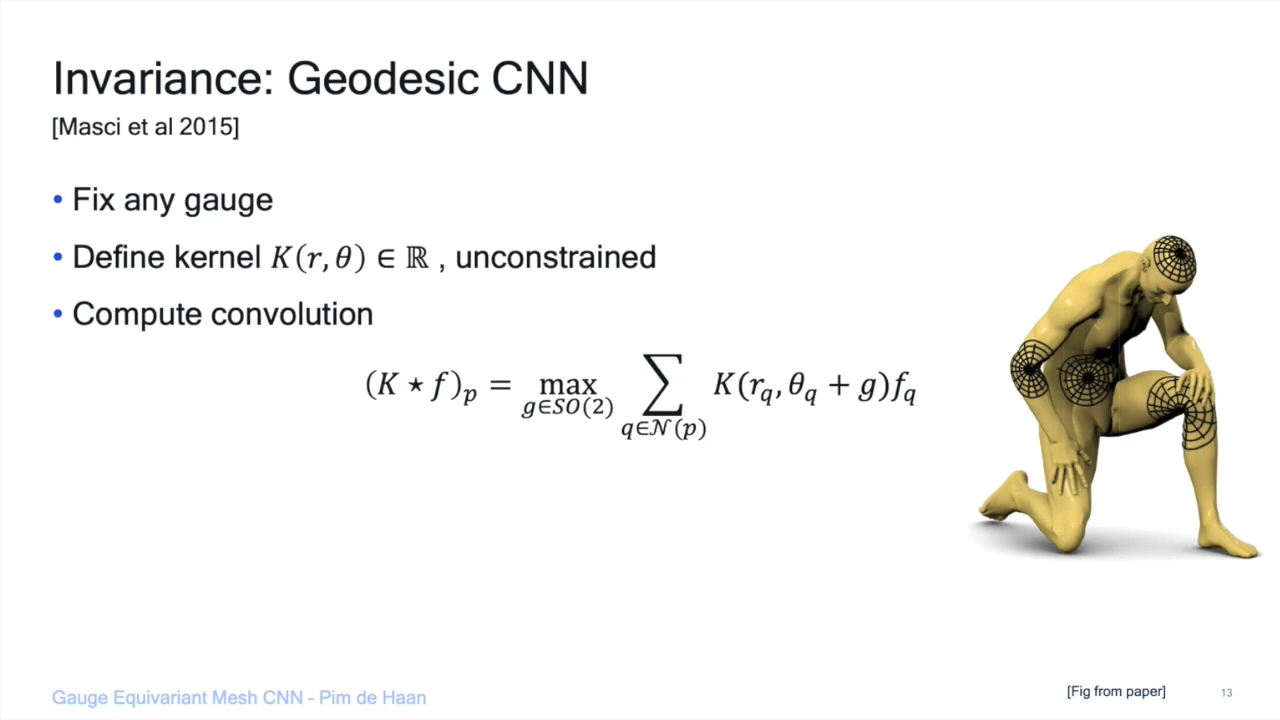 Invariance: Geodesic CNN
[Masci et al 2015]
• Fix any gauge
• Define kernel 𝐾(𝑟, 𝜃) ∈ ℝ , unconstrained
• Compute convolution
(𝐾 ⋆ 𝑓)ₚ = max_{𝑔∈𝑆𝑂(2)} ∑_{𝑞∈𝒩(𝑝)} 𝐾(𝑟_𝑞, 𝜃_𝑞 + 𝑔)𝑓_𝑞
Gauge Equivariant Mesh CNN - Pim de Haan
[Fig from paper]
13